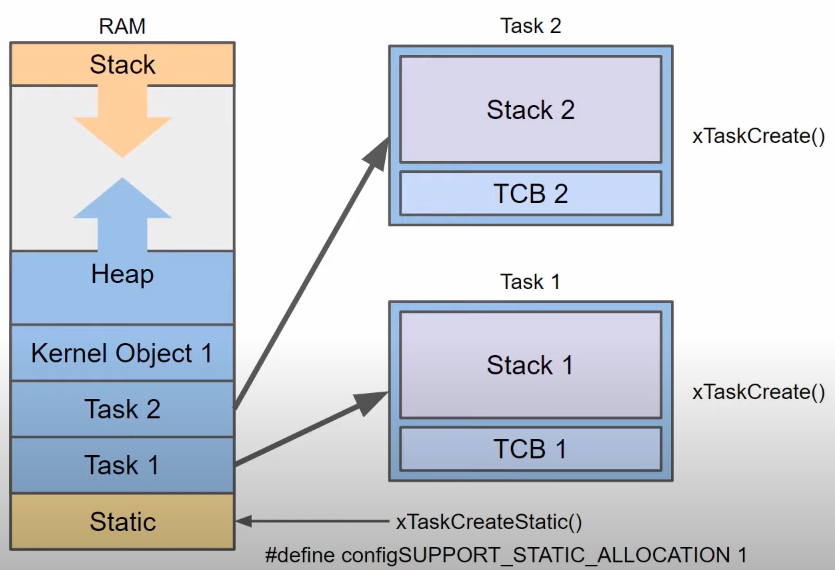 RAM
Stack
Heap
Kernel Object 1
Task 2
Task 1
Static
Task 2
Stack 2
TCB 2
xTaskCreate()
Task 1
Stack 1
TCB 1
xTaskCreate()
xTaskCreateStatic()
#define configSUPPORT_STATIC_ALLOCATION 1